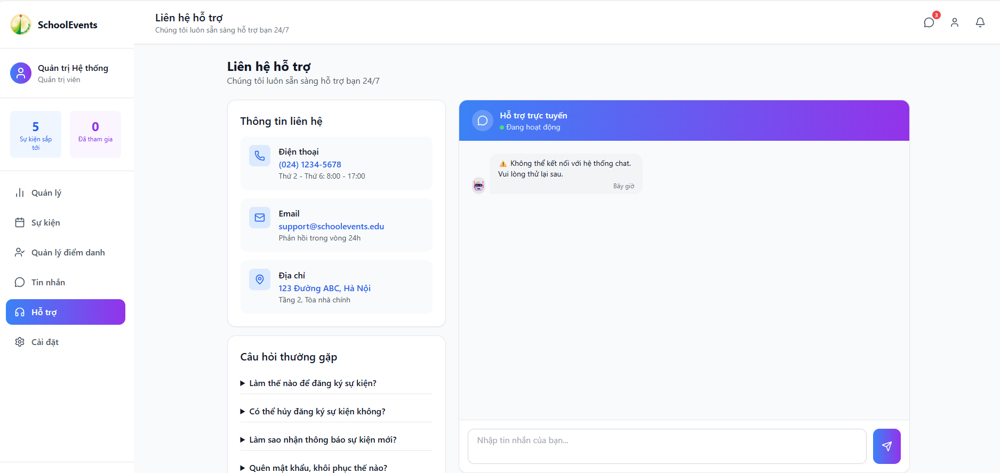 SchoolEvents
Quản trị Hệ thống
Quản trị viên
5
Sự kiện sắp
tới
0
Đã tham gia
Quản lý
Sự kiện
Quản lý điểm danh
Tin nhắn
Hỗ trợ
Cài đặt
Liên hệ hỗ trợ
Chúng tôi luôn sẵn sàng hỗ trợ bạn 24/7
3
Liên hệ hỗ trợ
Chúng tôi luôn sẵn sàng hỗ trợ bạn 24/7
Thông tin liên hệ
Điện thoại
(024) 1234-5678
Thứ 2 - Thứ 6: 8:00 - 17:00
Email
support@schoolevents.edu
Phản hồi trong vòng 24h
Địa chỉ
123 Đường ABC, Hà Nội
Tầng 2, Tòa nhà chính
Câu hỏi thường gặp
Làm thế nào để đăng ký sự kiện?
Có thể hủy đăng ký sự kiện không?
Làm sao nhận thông báo sự kiện mới?
Quên mật khẩu, khôi phục thế nào?
Hỗ trợ trực tuyến
Đang hoạt động
⚠️ Không thể kết nối với hệ thống chat.
Vui lòng thử lại sau.
Bây giờ
Nhập tin nhắn của bạn...